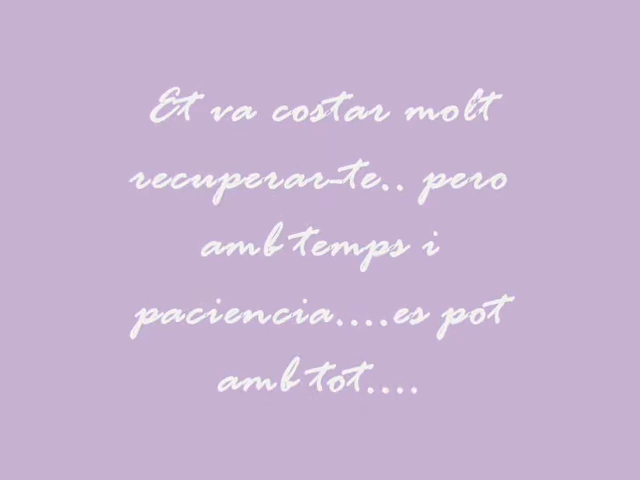 Et va costar molt
recuperar-te.. pero
amb temps i
paciencia....es pot
amb tot....